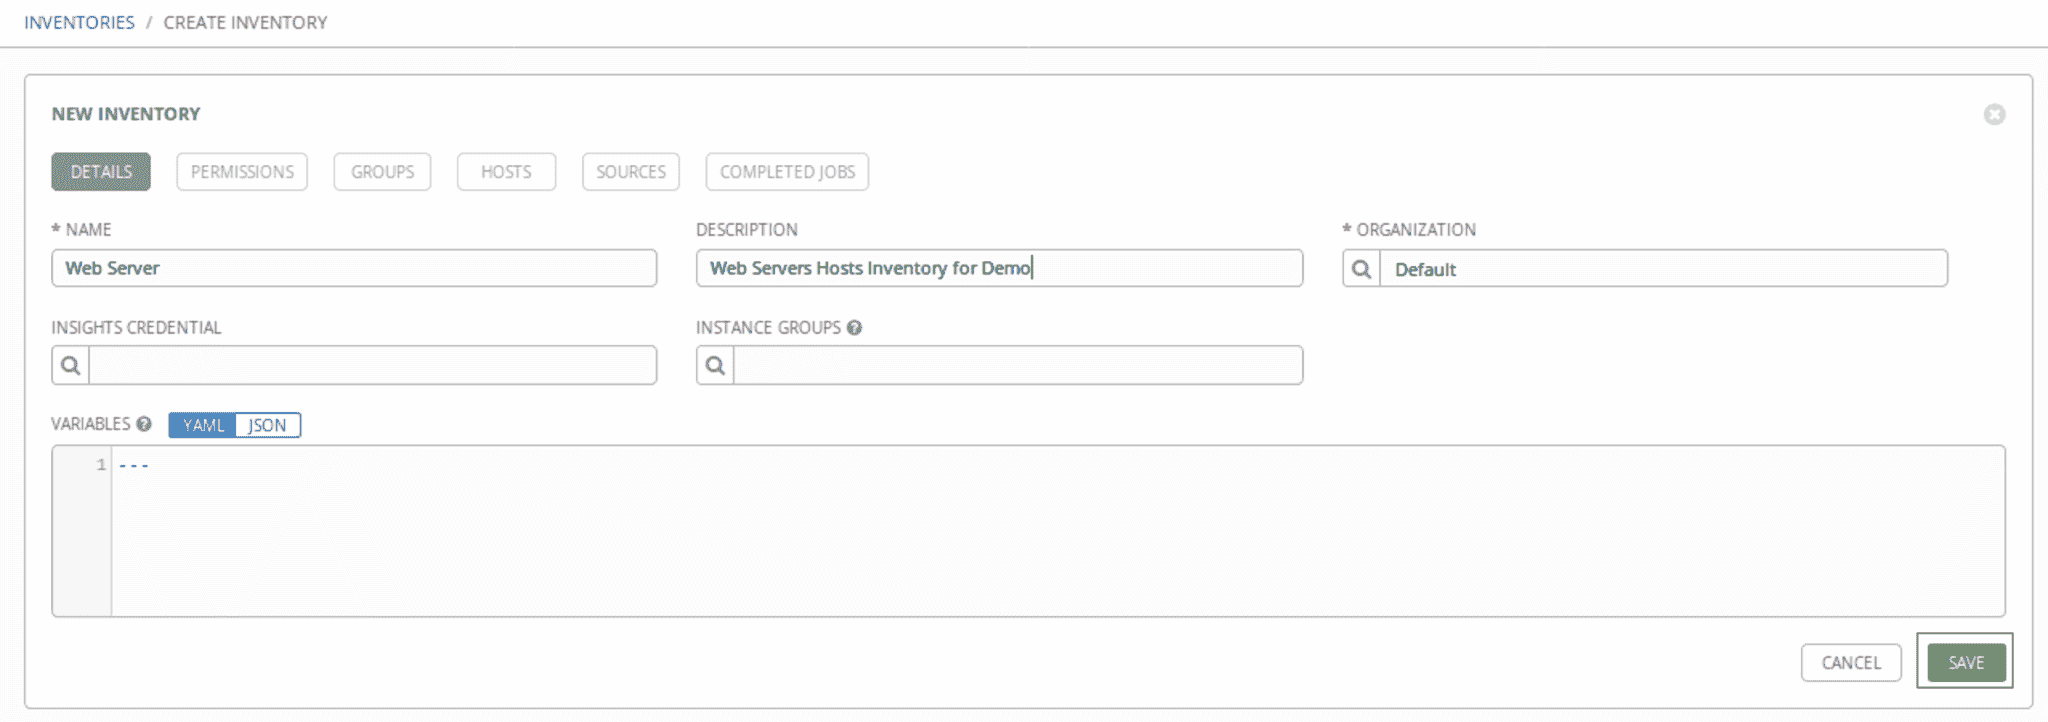 INVENTORIES / CREATE INVENTORY
NEW INVENTORY
DETAILS PERMISSIONS GROUPS HOSTS SOURCES COMPLETED JOBS
* NAME DESCRIPTION * ORGANIZATION
Web Server Web Servers Hosts Inventory for Demo Default
INSIGHTS CREDENTIAL INSTANCE GROUPS
VARIABLES YAML JSON
1 ---
CANCEL SAVE